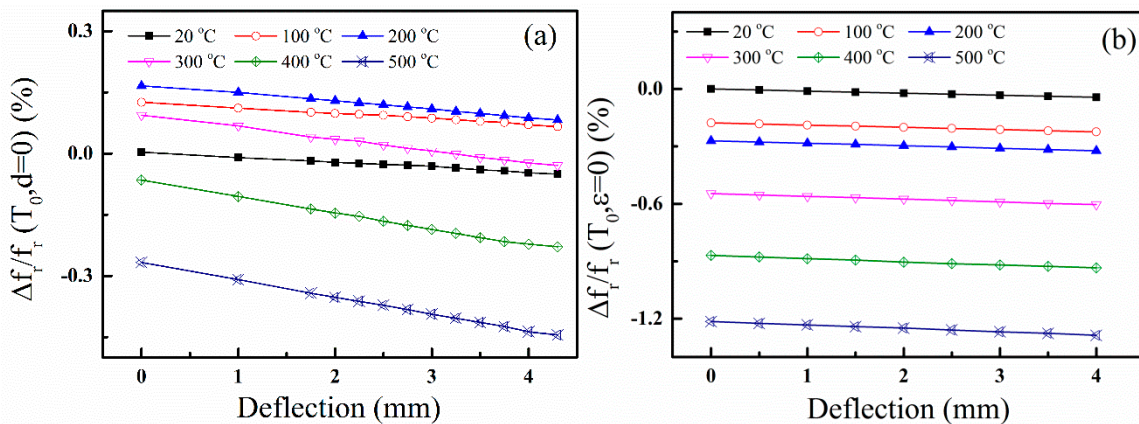 (a)
20 °C 100 °C 200 °C
300 °C 400 °C 500 °C
Δfr/fr (T0,d=0) (%)
0.3
0.0
-0.3
0 1 2 3 4
Deflection (mm)
(b)
20 °C 100 °C 200 °C
300 °C 400 °C 500 °C
Δfr/fr (T0,ε=0) (%)
0.0
-0.6
-1.2
0 1 2 3 4
Deflection (mm)